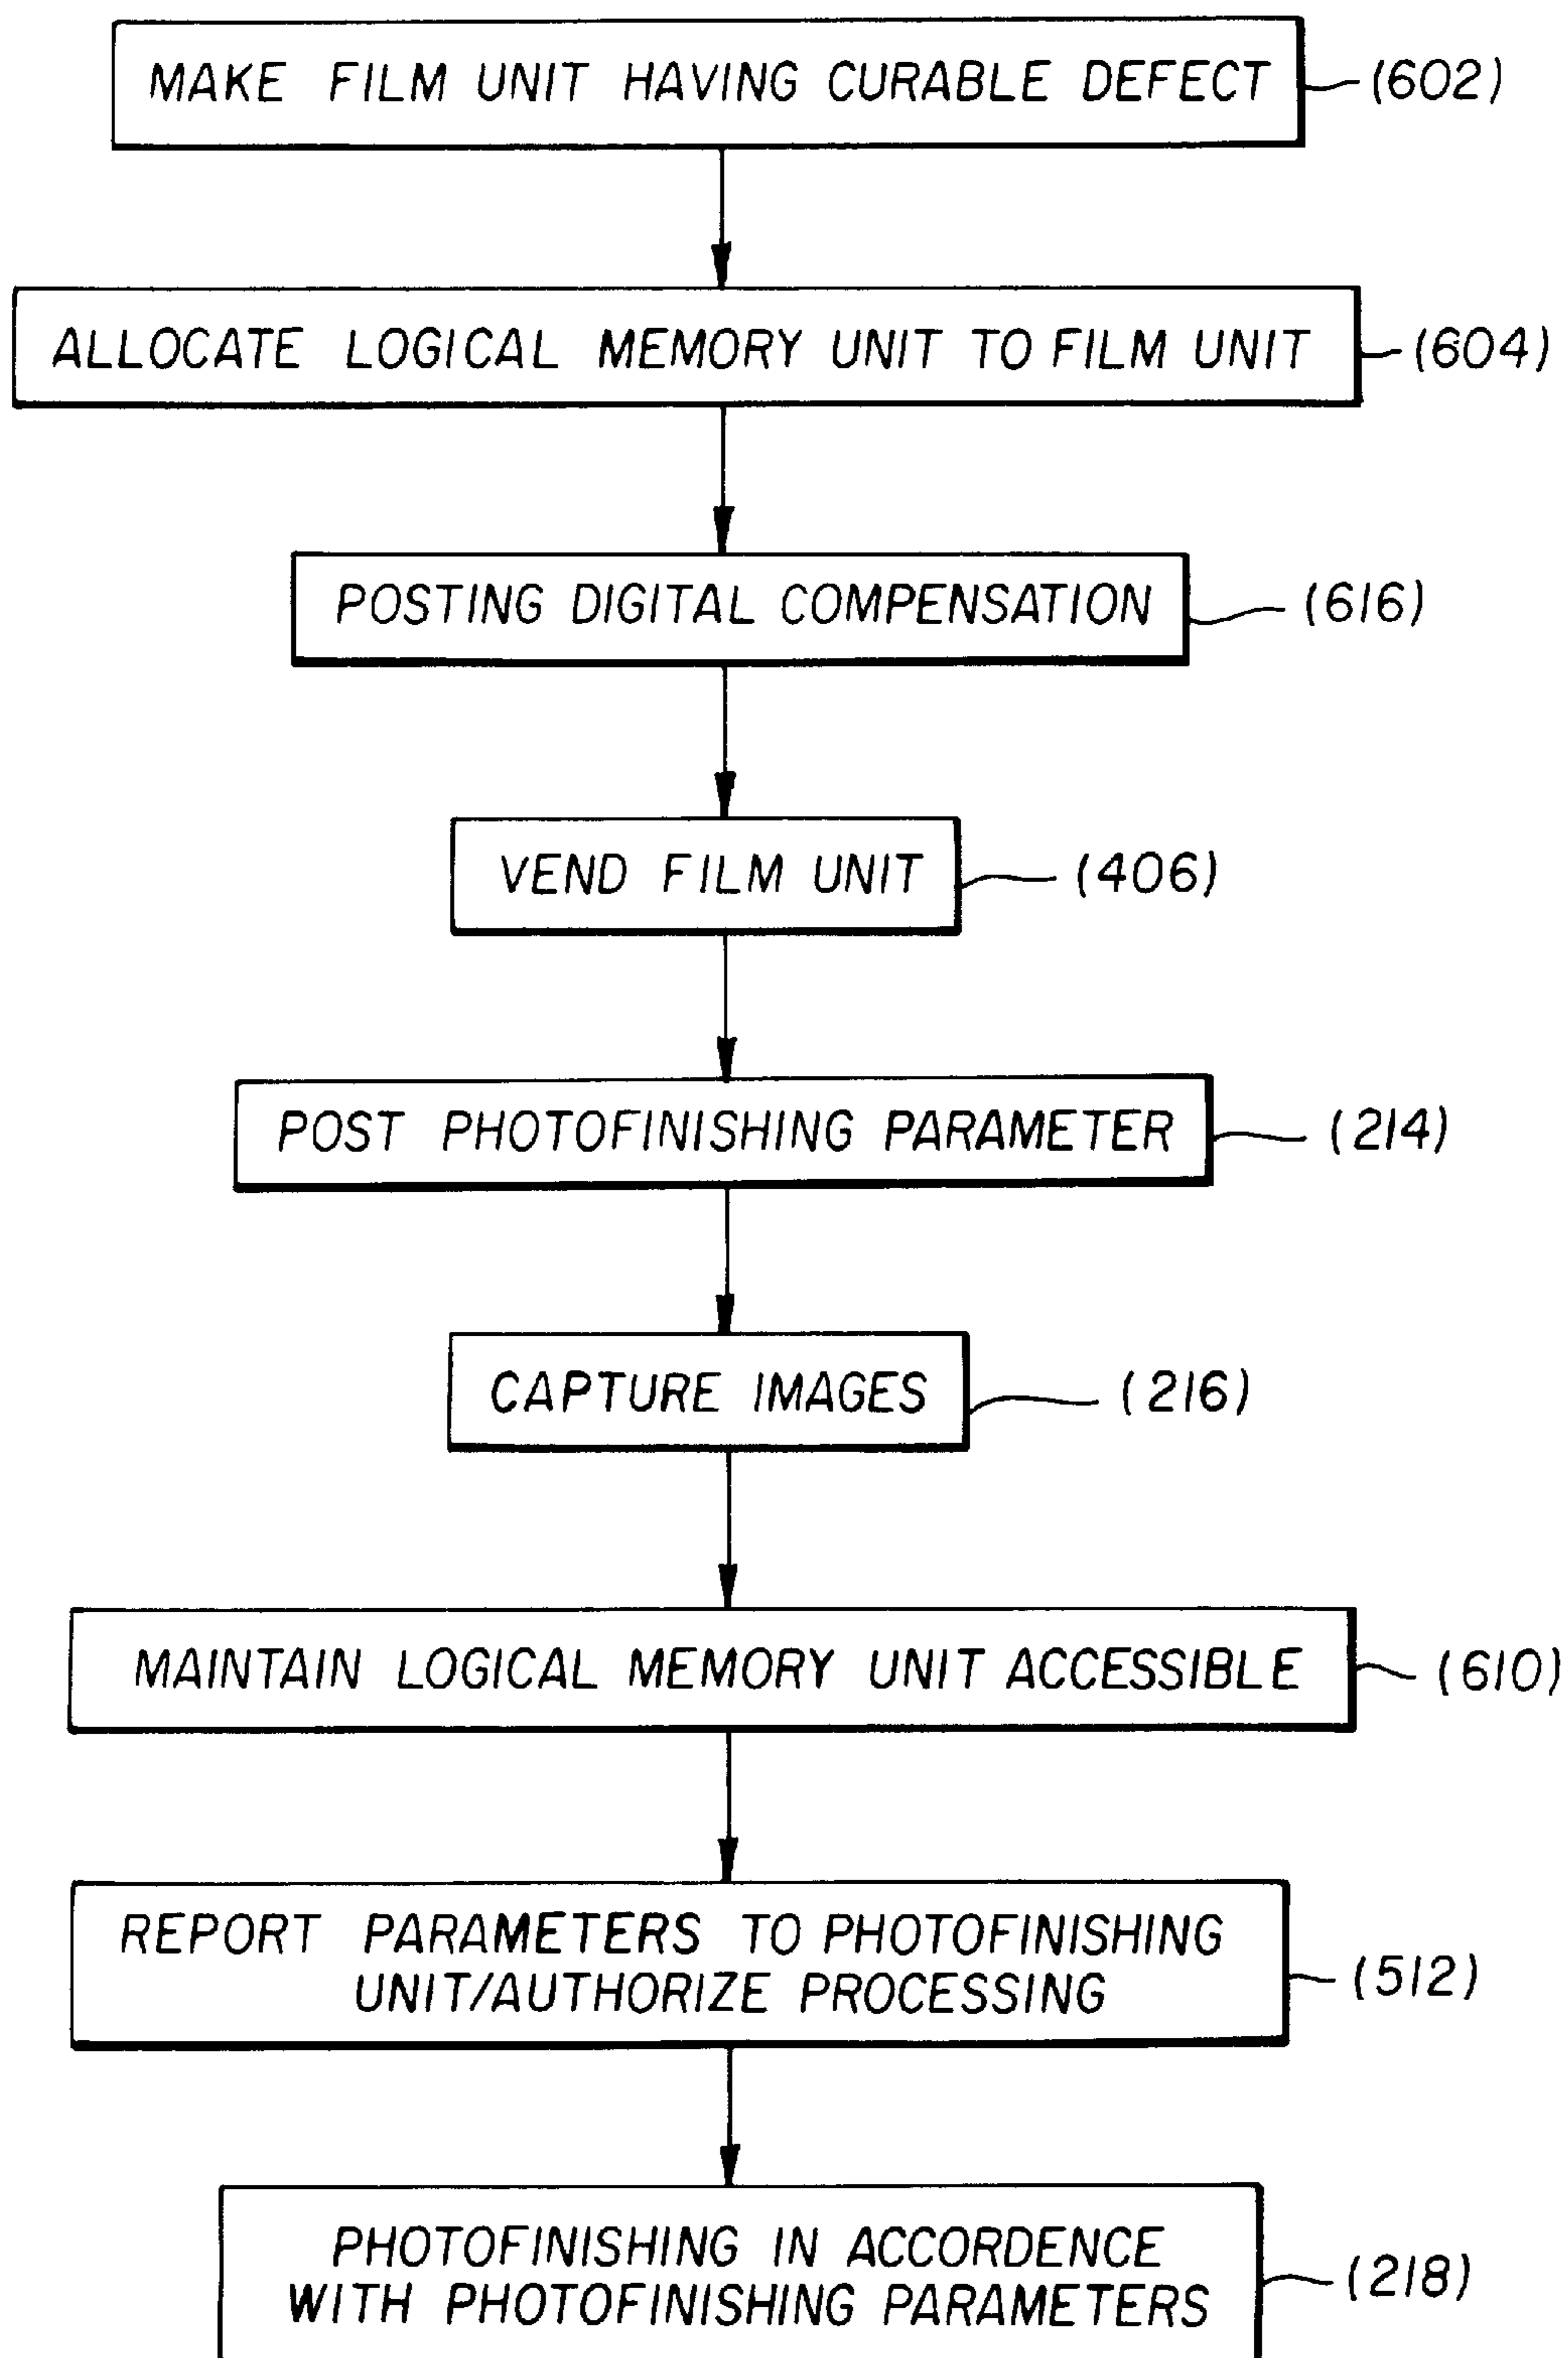 MAKE FILM UNIT HAVING CURABLE DEFECT (602)
ALLOCATE LOGICAL MEMORY UNIT TO FILM UNIT (604)
POSTING DIGITAL COMPENSATION (616)
VEND FILM UNIT (406)
POST PHOTOFINISHING PARAMETER (214)
CAPTURE IMAGES (216)
MAINTAIN LOGICAL MEMORY UNIT ACCESSIBLE (610)
REPORT PARAMETERS TO PHOTOFINISHING
UNIT/AUTHORIZE PROCESSING (512)
PHOTOFINISHING IN ACCORDENCE
WITH PHOTOFINISHING PARAMETERS (218)